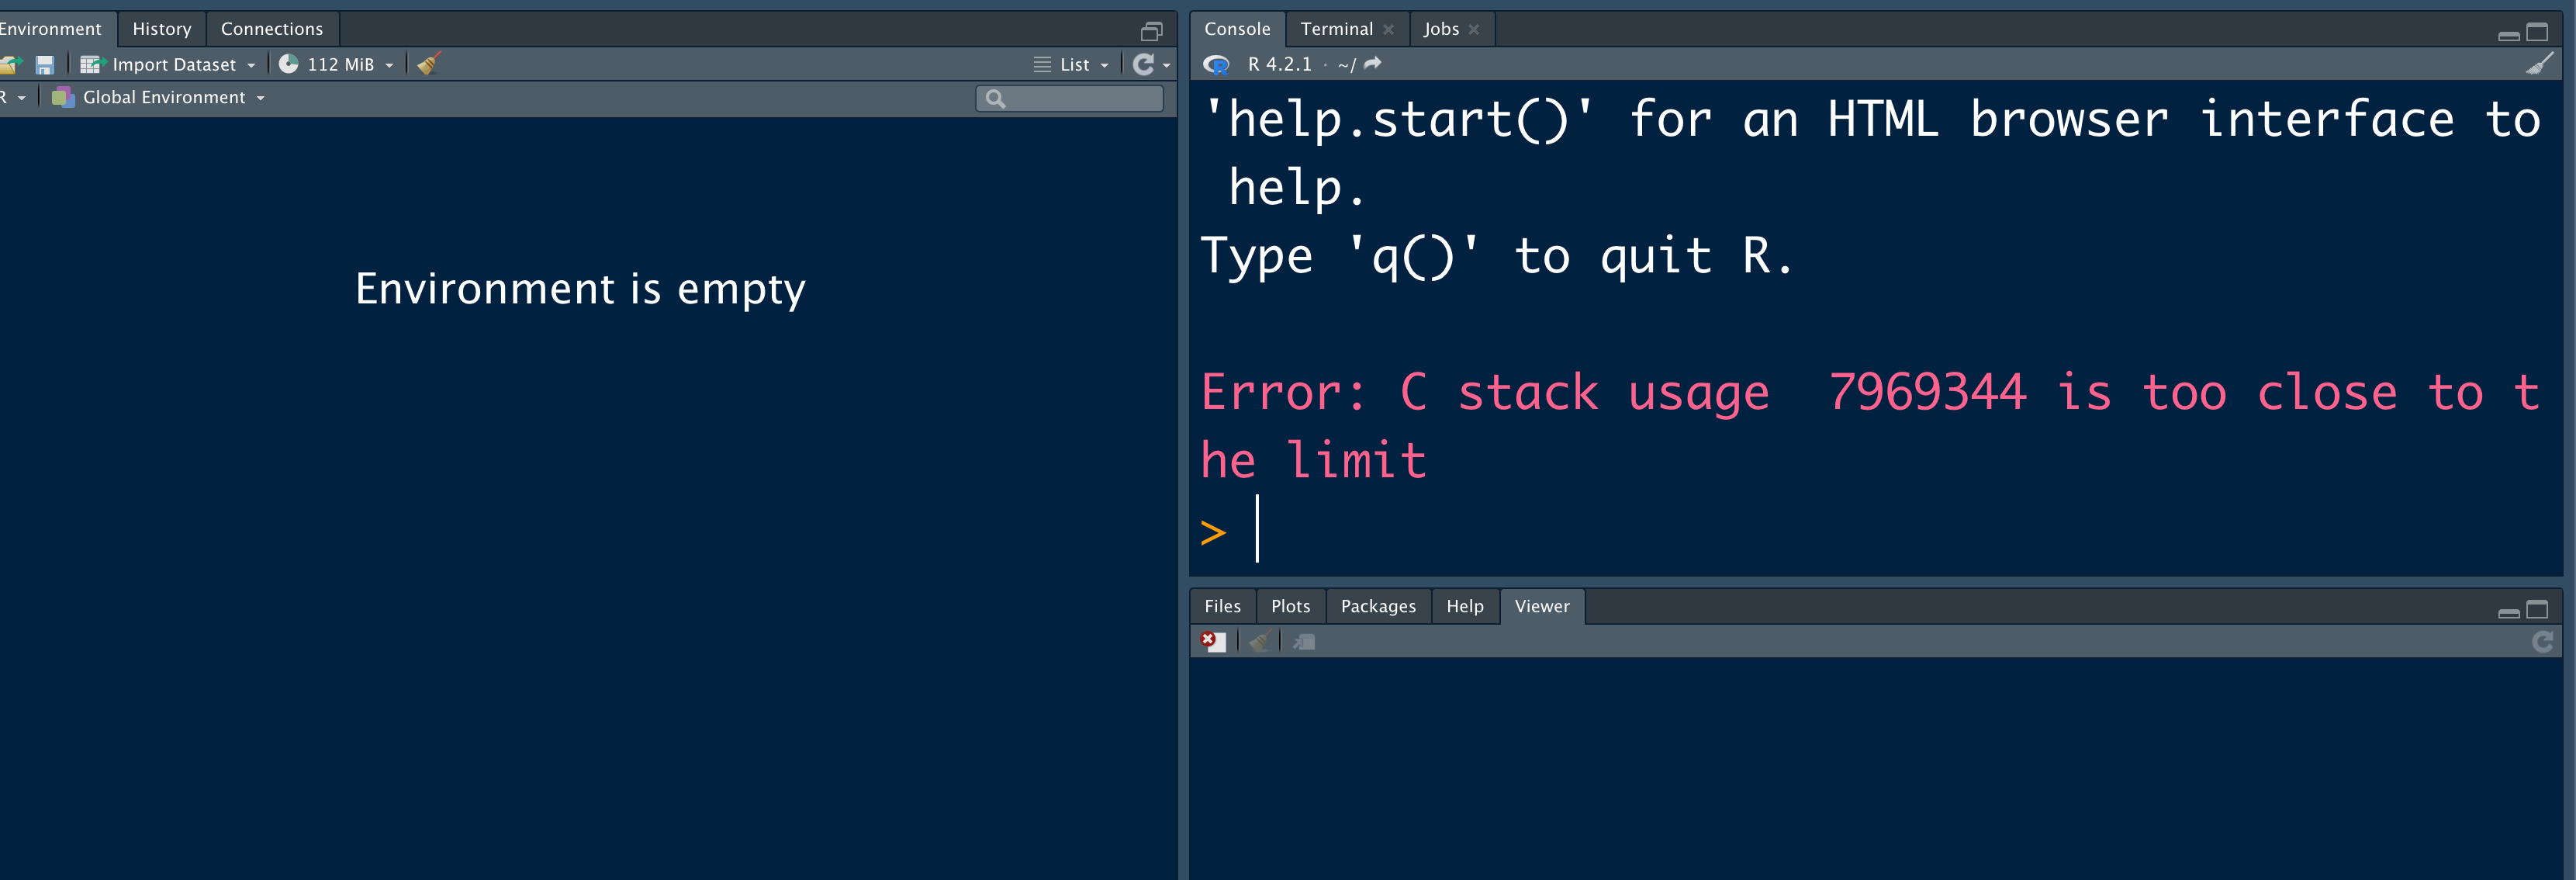 Environment History Connections
Import Dataset 112 MiB List
R Global Environment
Environment is empty
Console Terminal Jobs
R 4.2.1 · ~/
'help.start()' for an HTML browser interface to
help.
Type 'q()' to quit R.
Error: C stack usage  7969344 is too close to t
he limit
>
Files Plots Packages Help Viewer